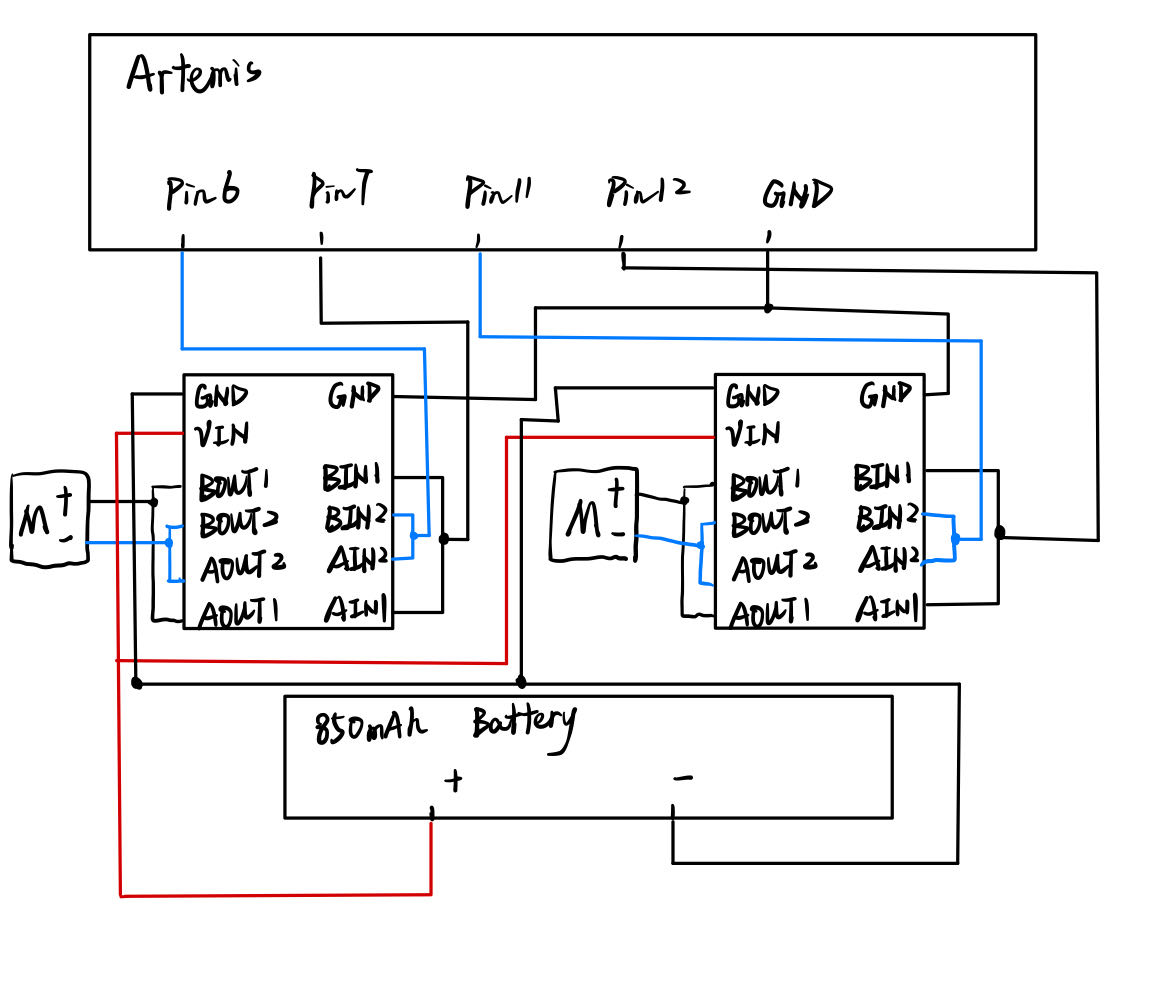 Artemis
Pin6 Pin7 Pin11 Pin12 GND
GND GND
VIN
BOUT1 BIN1
BOUT2 BIN2
AOUT2 AIN2
AOUT1 AIN1
M + -
GND GND
VIN
BOUT1 BIN1
BOUT2 BIN2
AOUT2 AIN2
AOUT1 AIN1
M + -
850mAh Battery
+ -